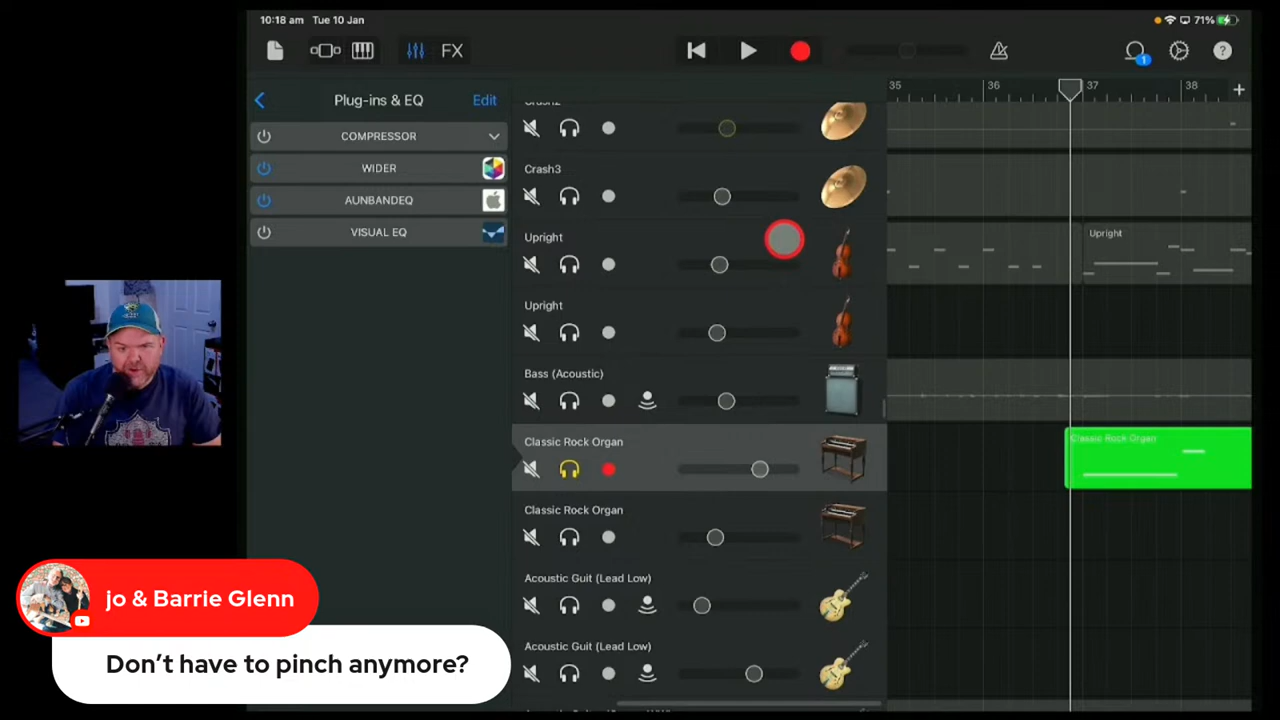 10:18 am Tue 10 Jan
71%
FX
1
?
Plug-ins & EQ
Edit
COMPRESSOR
WIDER
AUNBANDEQ
VISUAL EQ
35
36
37
38
+
Crash2
Crash3
Upright
Upright
Upright
Bass (Acoustic)
Classic Rock Organ
Classic Rock Organ
Classic Rock Organ
Acoustic Guit (Lead Low)
Acoustic Guit (Lead Low)
jo & Barrie Glenn
Don't have to pinch anymore?